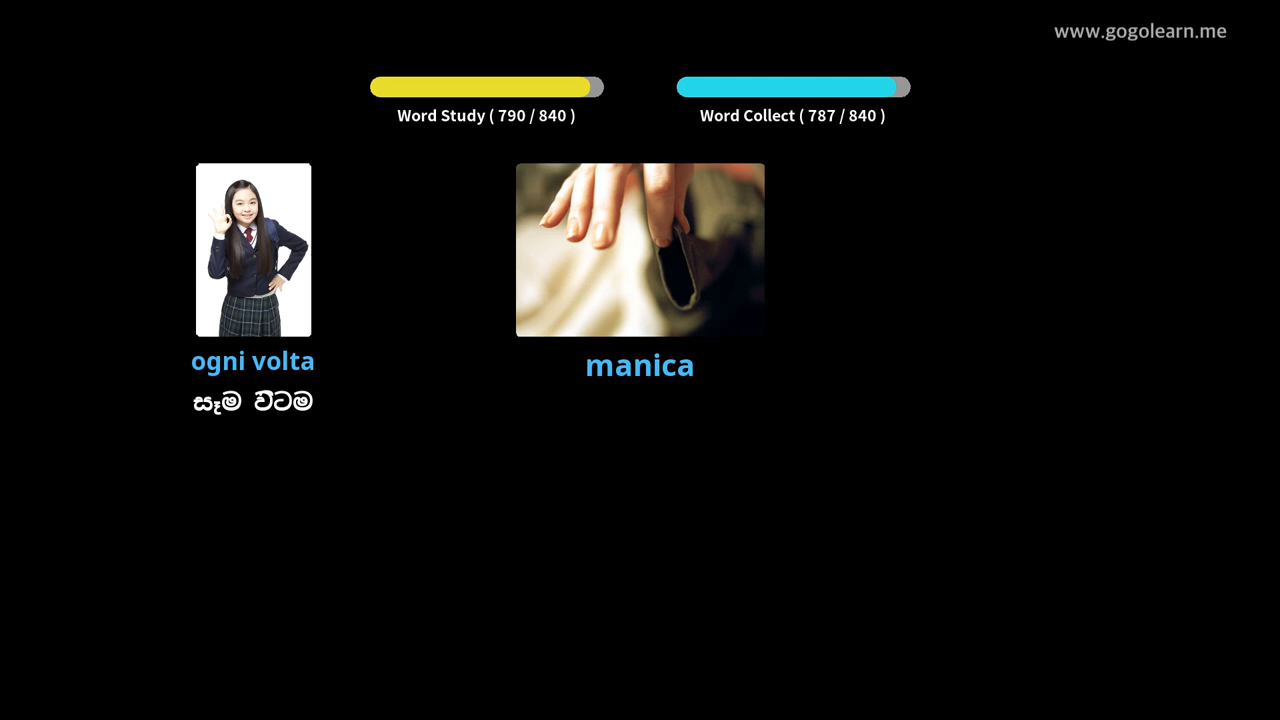 www.gogolearn.me
Word Study ( 790 / 840 )
Word Collect ( 787 / 840 )
ogni volta
සෑම විටම
manica